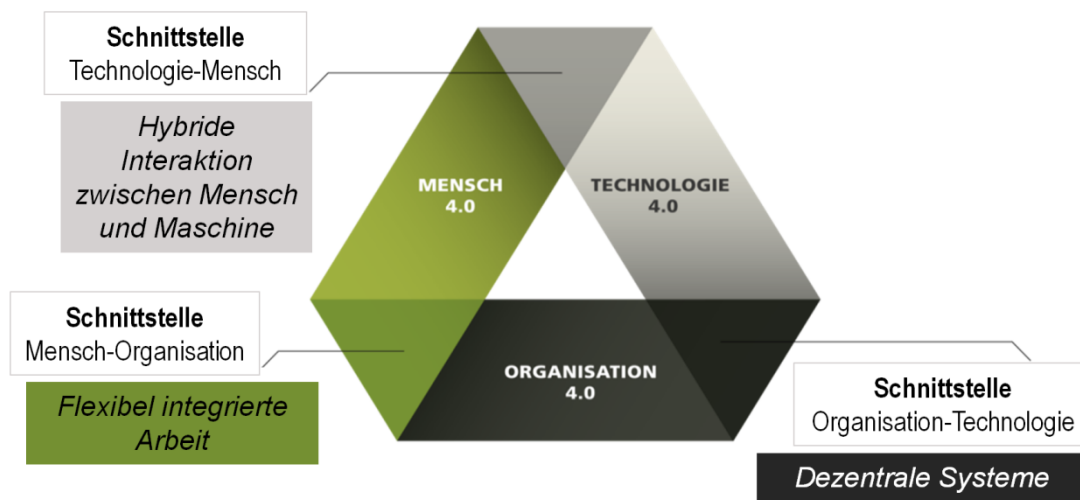 Schnittstelle
Technologie-Mensch
Hybride
Interaktion
zwischen Mensch
und Maschine
MENSCH
4.0
TECHNOLOGIE
4.0
Schnittstelle
Mensch-Organisation
Flexibel integrierte
Arbeit
ORGANISATION
4.0
Schnittstelle
Organisation-Technologie
Dezentrale Systeme